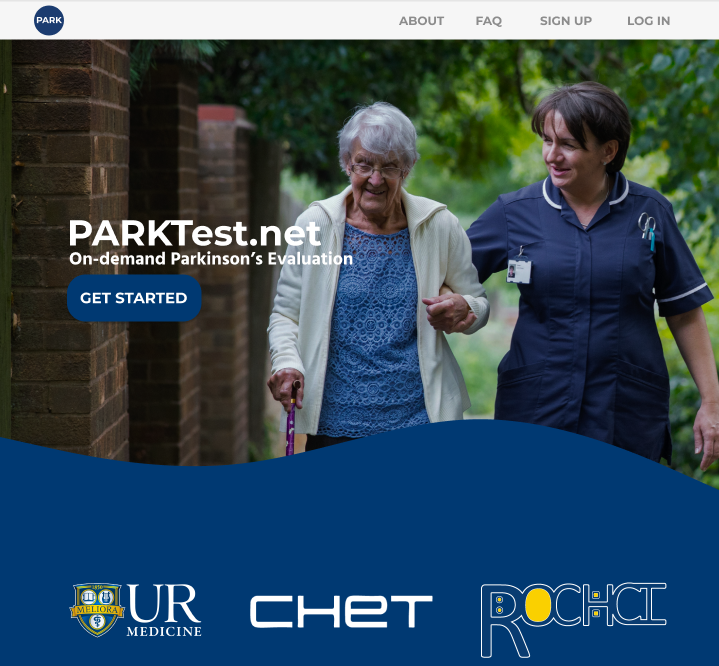 PARK
ABOUT FAQ SIGN UP LOG IN
PARKTest.net
On-demand Parkinson's Evaluation
GET STARTED
MELIORA
UR
MEDICINE
CHET
ROCHCI